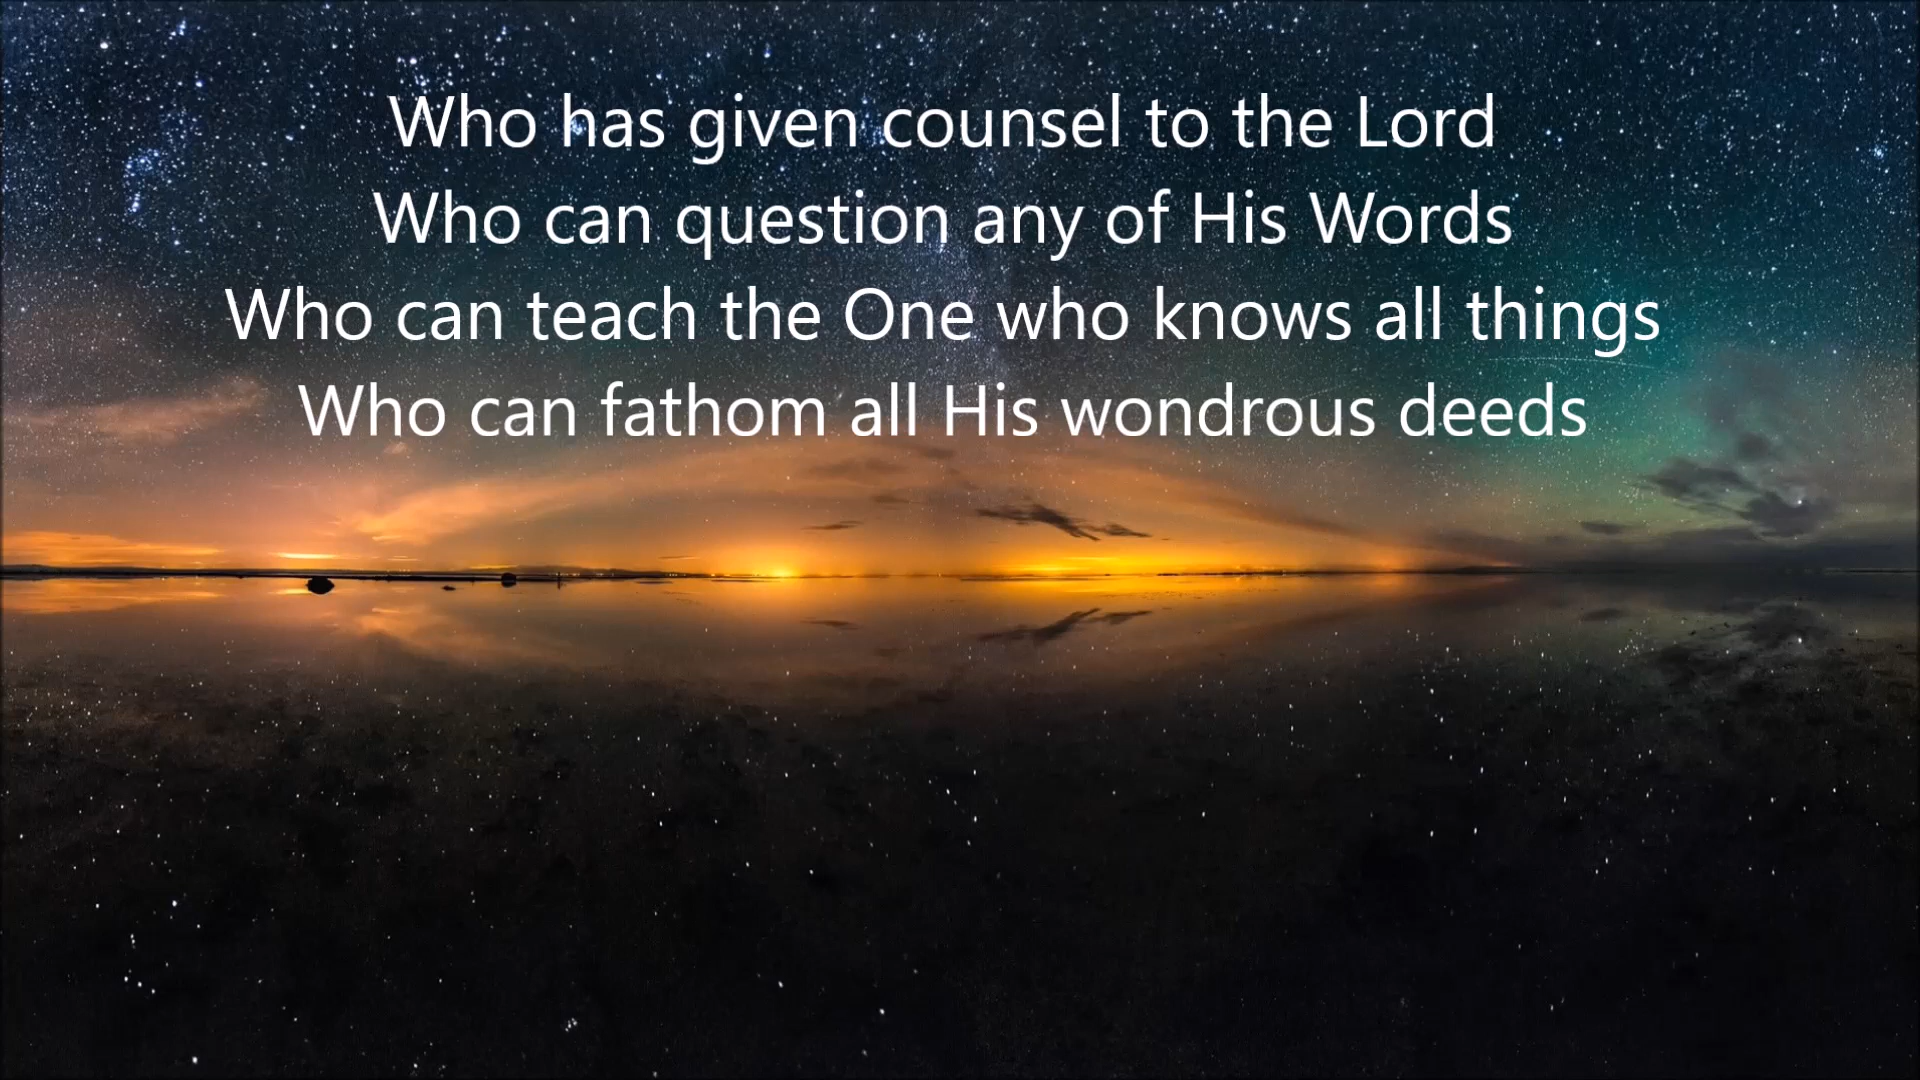 Who has given counsel to the Lord
Who can question any of His Words
Who can teach the One who knows all things
Who can fathom all His wondrous deeds